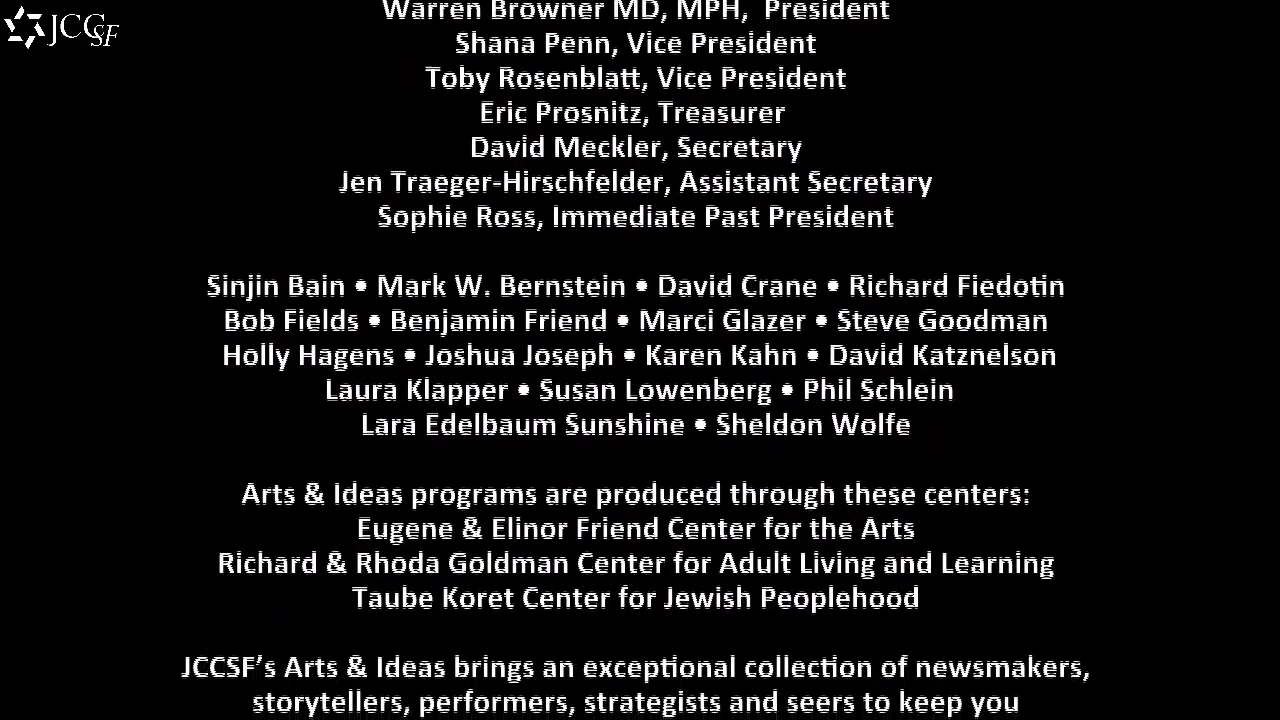 JCCSF
Warren Browner MD, MPH, President
Shana Penn, Vice President
Toby Rosenblatt, Vice President
Eric Prosnitz, Treasurer
David Meckler, Secretary
Jen Traeger-Hirschfelder, Assistant Secretary
Sophie Ross, Immediate Past President
Sinjin Bain • Mark W. Bernstein • David Crane • Richard Fiedotin
Bob Fields • Benjamin Friend • Marci Glazer • Steve Goodman
Holly Hagens • Joshua Joseph • Karen Kahn • David Katznelson
Laura Klapper • Susan Lowenberg • Phil Schlein
Lara Edelbaum Sunshine • Sheldon Wolfe
Arts & Ideas programs are produced through these centers:
Eugene & Elinor Friend Center for the Arts
Richard & Rhoda Goldman Center for Adult Living and Learning
Taube Koret Center for Jewish Peoplehood
JCCSF’s Arts & Ideas brings an exceptional collection of newsmakers,
storytellers, performers, strategists and seers to keep you